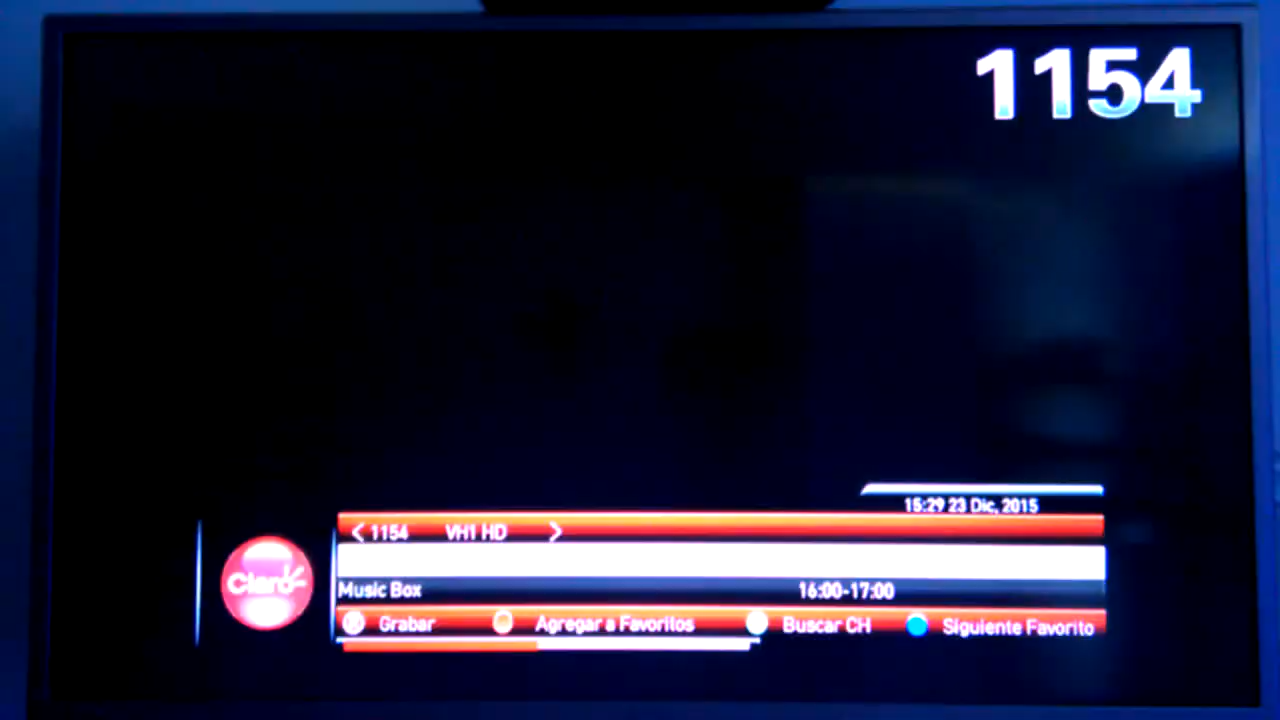 1154
15:29 23 Dic, 2015
< 1154 VH1 HD >
Claro
Music Box 16:00-17:00
Grabar Agregar a Favoritos Buscar CH Siguiente Favorito